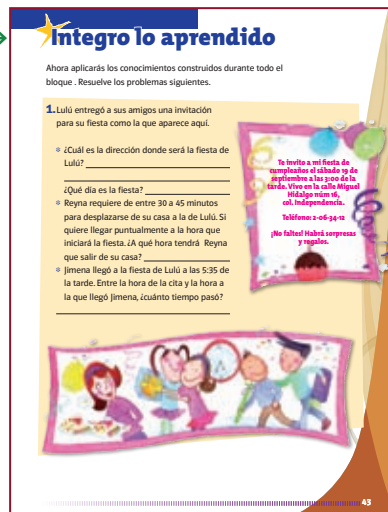 Integro lo aprendido
Ahora aplicarás los conocimientos construidos durante todo el
bloque . Resuelve los problemas siguientes.
1. Lulú entregó a sus amigos una invitación
para su fiesta como la que aparece aquí.
* ¿Cuál es la dirección donde será la fiesta de
Lulú?
¿Qué día es la fiesta?
* Reyna requiere de entre 30 a 45 minutos
para desplazarse de su casa a la de Lulú. Si
quiere llegar puntualmente a la hora que
iniciará la fiesta. ¿A qué hora tendrá Reyna
que salir de su casa?
* Jimena llegó a la fiesta de Lulú a las 5:35 de
la tarde. Entre la hora de la cita y la hora a
la que llegó Jimena, ¿cuánto tiempo pasó?
Te invito a mi fiesta de
cumpleaños el sábado 19 de
septiembre a las 3:00 de la
tarde. Vivo en la calle Miguel
Hidalgo núm 16,
col. Independencia.
Teléfono: 2-06-34-12
¡No faltes! Habrá sorpresas
y regalos.
43